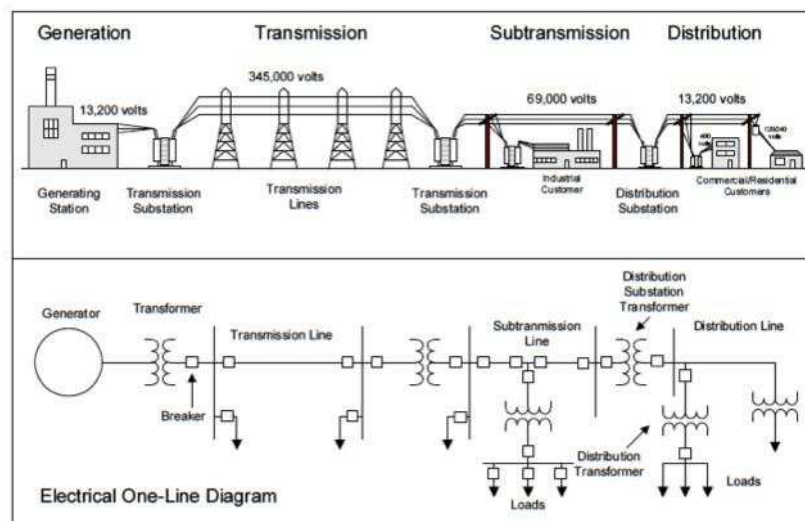 Generation
Transmission
Subtransmission
Distribution
345,000 volts
13,200 volts
69,000 volts
13,200 volts
volts
Generating
Station
Transmission
Substation
Transmission
Lines
Transmission
Substation
Industrial
Customer
Distribution
Substation
Commercial/Residential
Customers
Generator
Transformer
Transmission Line
Breaker
Subtranmission
Line
Distribution
Substation
Transformer
Distribution Line
Distribution
Transformer
Loads
Loads
Electrical One-Line Diagram